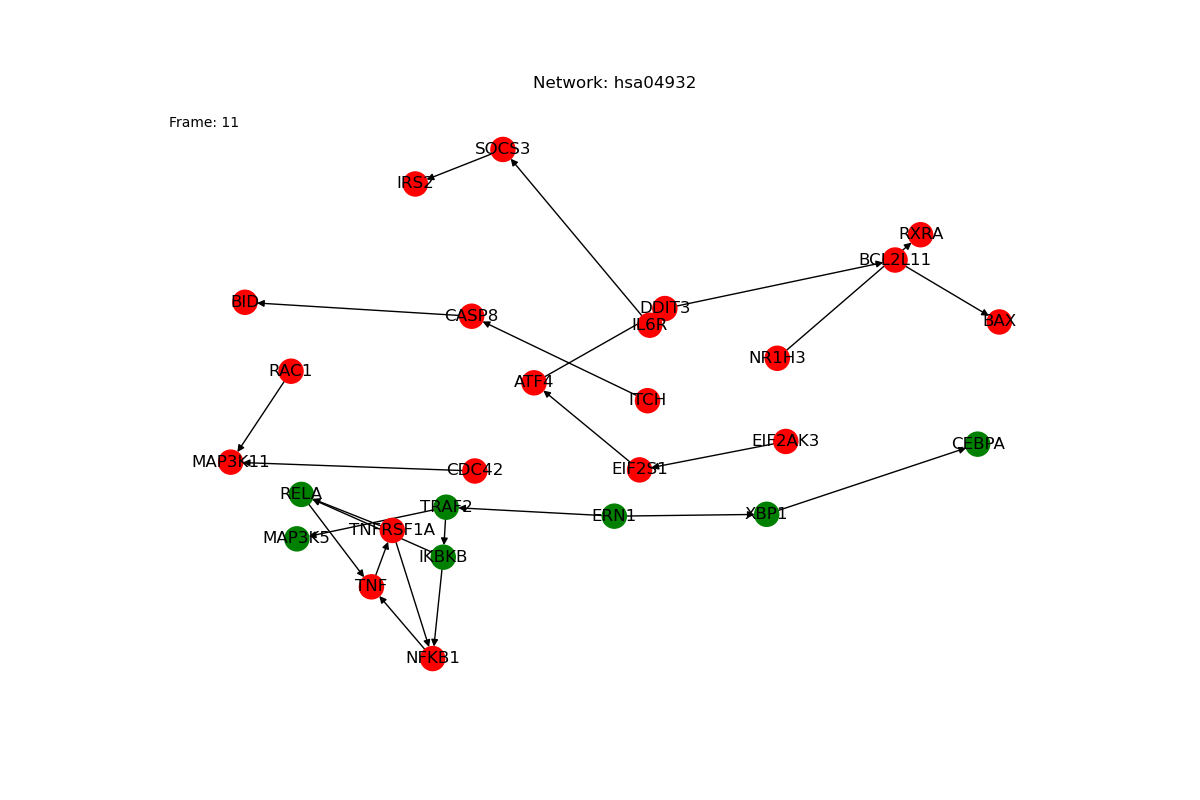 Network: hsa04932
Frame: 11
SOCS3
IRS2
RXRA
BCL2L11
BID
DDIT3
CASP8
IL6R
BAX
NR1H3
RAC1
ATF4
ITCH
EIF2AK3
CEBPA
MAP3K11
CDC42
EIF2S1
RELA
TRAF2
ERN1
XBP1
TNFRSF1A
MAP3K5
IKBKB
TNF
NFKB1